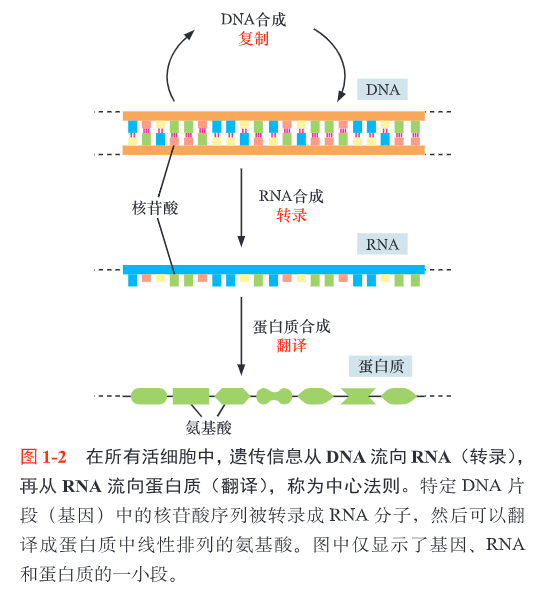 DNA合成
复制
DNA
核苷酸
RNA合成
转录
RNA
蛋白质合成
翻译
蛋白质
氨基酸
图 1-2 在所有活细胞中，遗传信息从 DNA 流向 RNA（转录），
再从 RNA 流向蛋白质（翻译），称为中心法则。特定 DNA 片
段（基因）中的核苷酸序列被转录成 RNA 分子，然后可以翻
译成蛋白质中线性排列的氨基酸。图中仅显示了基因、RNA
和蛋白质的一小段。